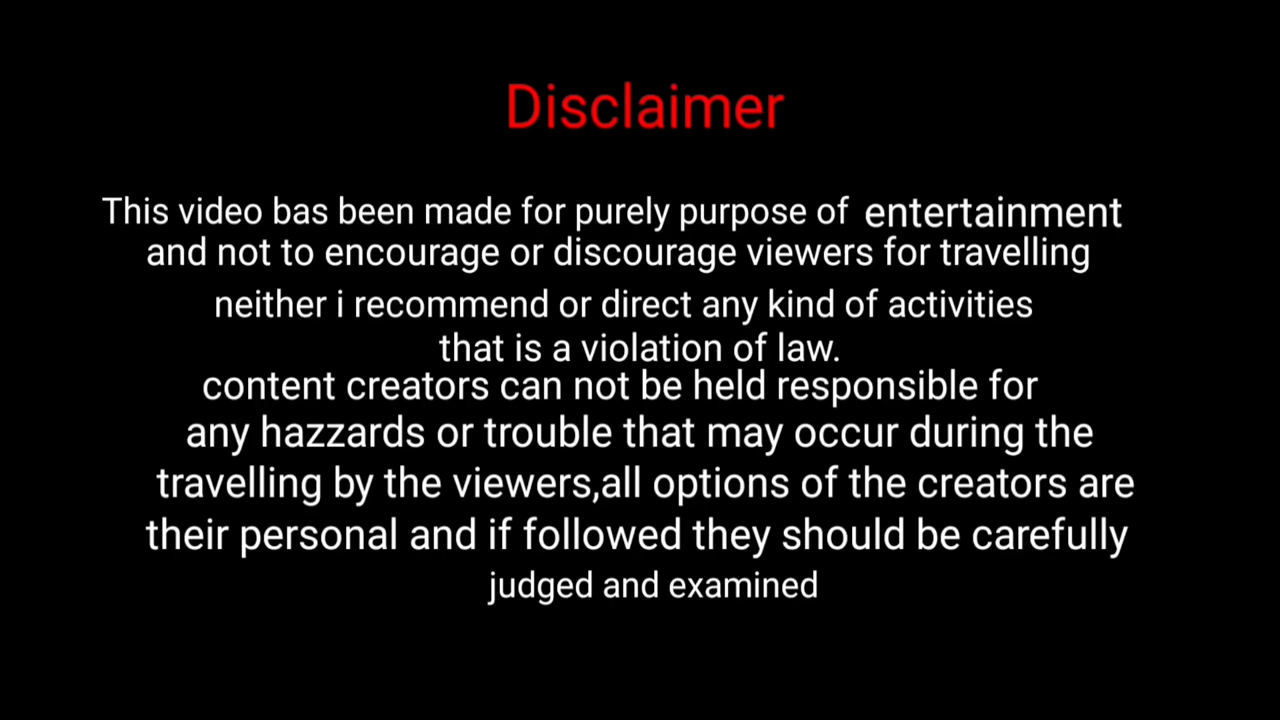 Disclaimer
This video bas been made for purely purpose of entertainment
and not to encourage or discourage viewers for travelling
neither i recommend or direct any kind of activities
that is a violation of law.
content creators can not be held responsible for
any hazzards or trouble that may occur during the
travelling by the viewers,all options of the creators are
their personal and if followed they should be carefully
judged and examined